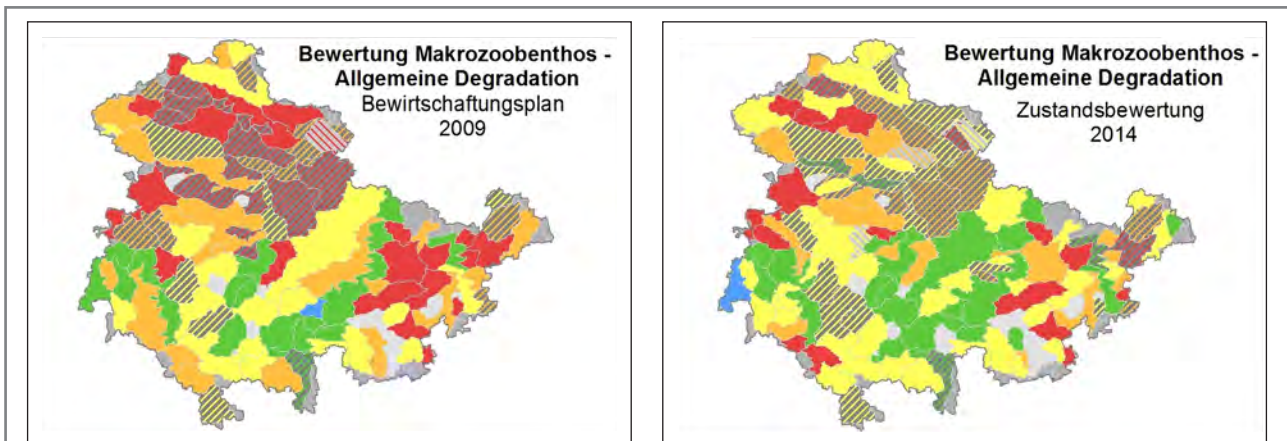 Bewertung Makrozoobenthos -
Allgemeine Degradation
Bewirtschaftungsplan
2009
Bewertung Makrozoobenthos -
Allgemeine Degradation
Zustandsbewertung
2014